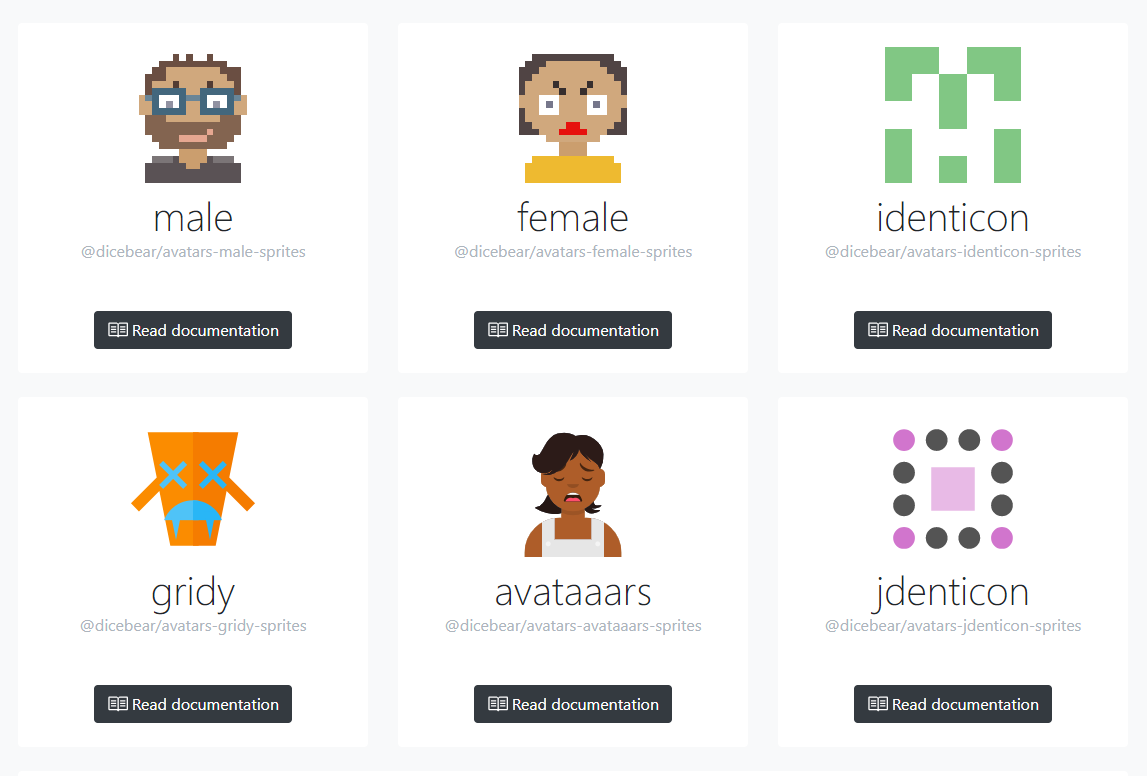 male
female
identicon
@dicebear/avatars-male-sprites
@dicebear/avatars-female-sprites
@dicebear/avatars-identicon-sprites
Read documentation
Read documentation
Read documentation
gridy
avataaars
jdenticon
@dicebear/avatars-gridy-sprites
@dicebear/avatars-avataaars-sprites
@dicebear/avatars-jdenticon-sprites
Read documentation
Read documentation
Read documentation